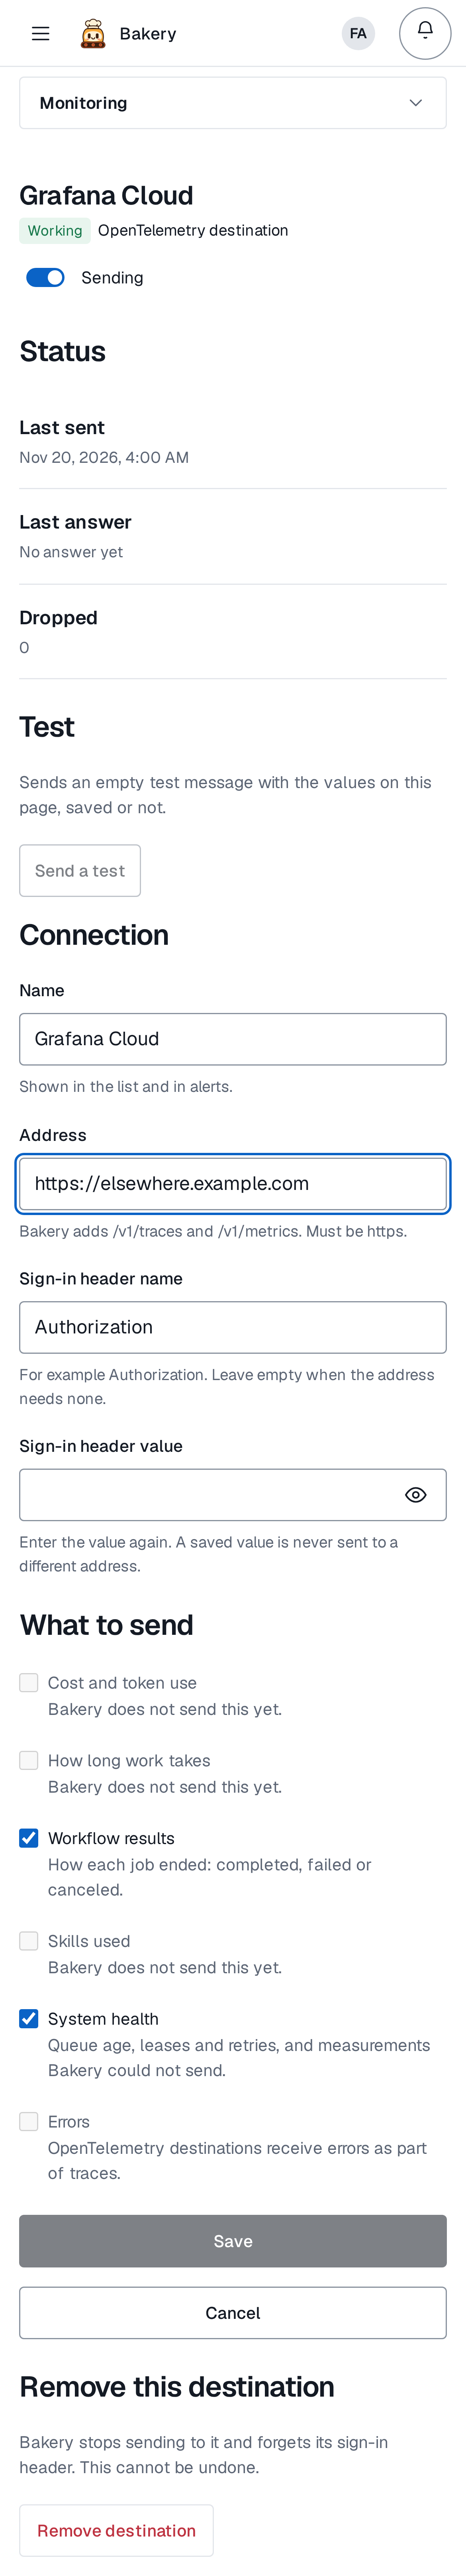 Bakery
FA
Monitoring
Grafana Cloud
Working OpenTelemetry destination
Sending
Status
Last sent
Nov 20, 2026, 4:00 AM
Last answer
No answer yet
Dropped
0
Test
Sends an empty test message with the values on this
page, saved or not.
Send a test
Connection
Name
Grafana Cloud
Shown in the list and in alerts.
Address
https://elsewhere.example.com
Bakery adds /v1/traces and /v1/metrics. Must be https.
Sign-in header name
Authorization
For example Authorization. Leave empty when the address
needs none.
Sign-in header value
Enter the value again. A saved value is never sent to a
different address.
What to send
Cost and token use
Bakery does not send this yet.
How long work takes
Bakery does not send this yet.
Workflow results
How each job ended: completed, failed or
canceled.
Skills used
Bakery does not send this yet.
System health
Queue age, leases and retries, and measurements
Bakery could not send.
Errors
OpenTelemetry destinations receive errors as part
of traces.
Save
Cancel
Remove this destination
Bakery stops sending to it and forgets its sign-in
header. This cannot be undone.
Remove destination